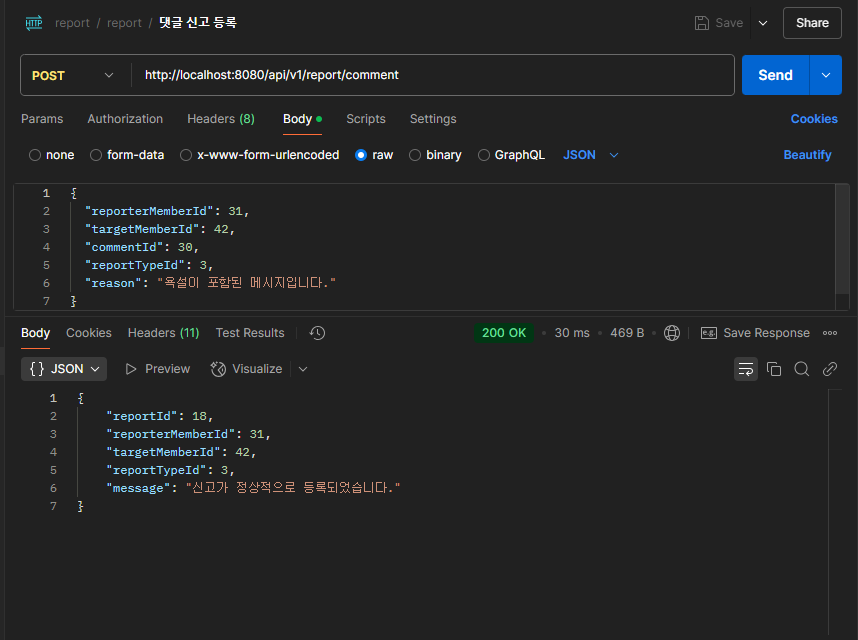 HTTP report / report / 댓글 신고 등록 Save Share
POST http://localhost:8080/api/v1/report/comment Send
Params Authorization Headers (8) Body Scripts Settings Cookies
none form-data x-www-form-urlencoded raw binary GraphQL JSON Beautify
1 {
2 "reporterMemberId": 31,
3 "targetMemberId": 42,
4 "commentId": 30,
5 "reportTypeId": 3,
6 "reason": "욕설이 포함된 메시지입니다."
7 }
Body Cookies Headers (11) Test Results 200 OK • 30 ms • 469 B • e.g. Save Response
{} JSON Preview Visualize
1 {
2 "reportId": 18,
3 "reporterMemberId": 31,
4 "targetMemberId": 42,
5 "reportTypeId": 3,
6 "message": "신고가 정상적으로 등록되었습니다."
7 }